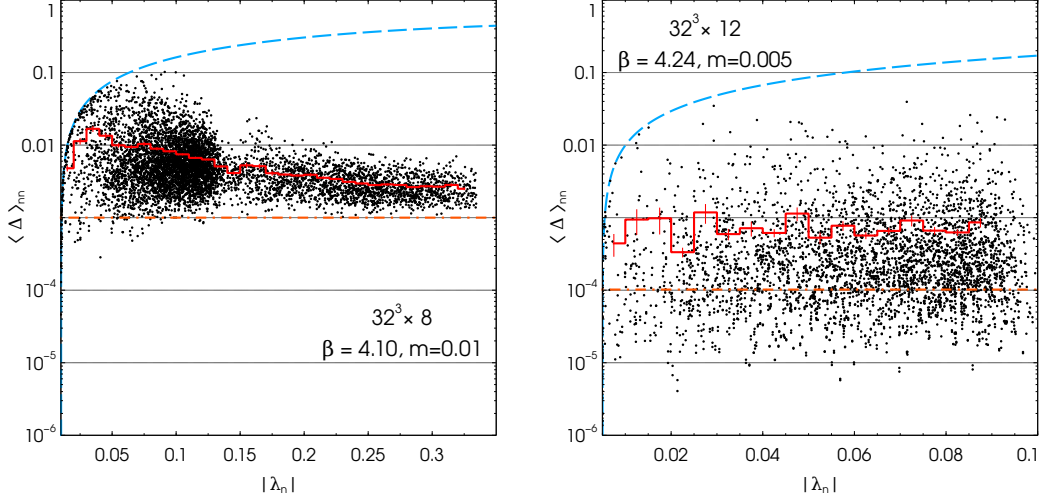 1
0.1
0.01
10⁻⁴
10⁻⁵
10⁻⁶
⟨ Δ ⟩ₙₙ
32³ × 8
β = 4.10, m=0.01
0.05 0.1 0.15 0.2 0.25 0.3
| λₙ |
1
0.1
0.01
10⁻⁴
10⁻⁵
10⁻⁶
⟨ Δ ⟩ₙₙ
32³ × 12
β = 4.24, m=0.005
0.02 0.04 0.06 0.08 0.1
| λₙ |